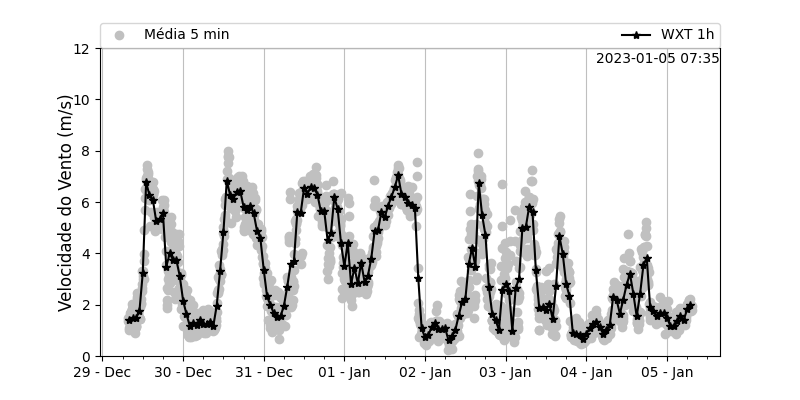 Média 5 min
WXT 1h
2023-01-05 07:35
Velocidade do Vento (m/s)
12
10
8
6
4
2
0
29 - Dec
30 - Dec
31 - Dec
01 - Jan
02 - Jan
03 - Jan
04 - Jan
05 - Jan